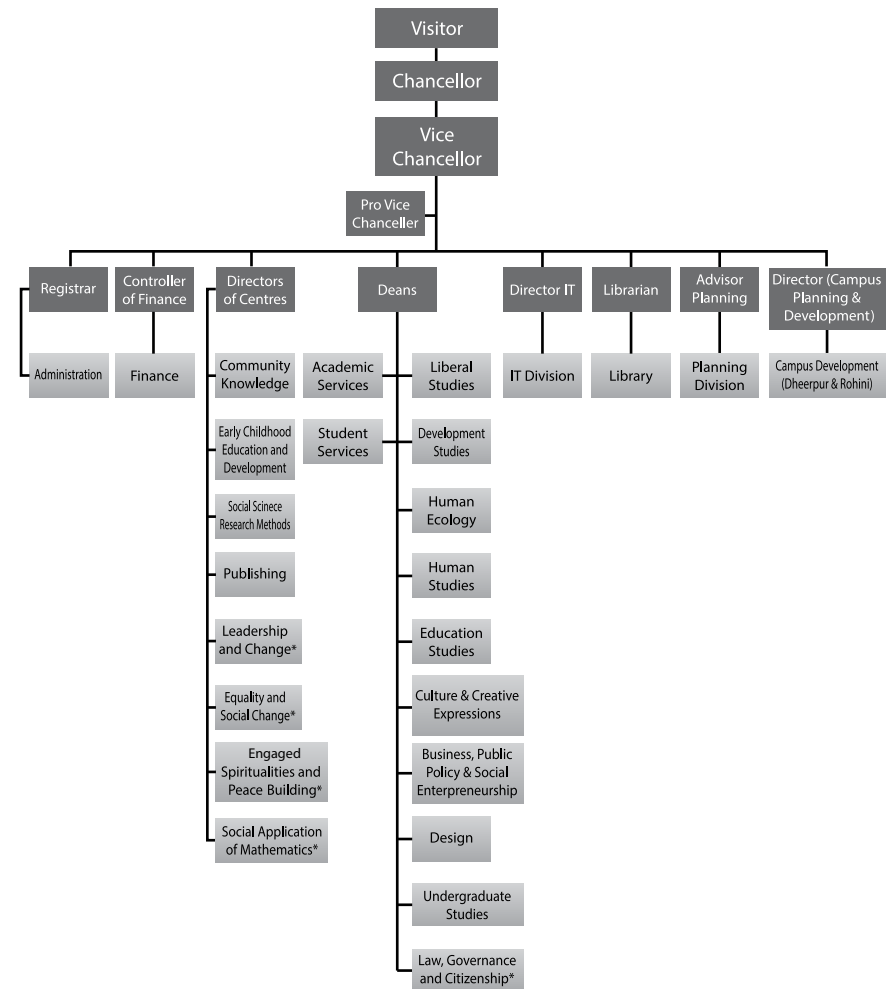 Visitor
Chancellor
Vice
Chancellor
Pro Vice
Chanceller
Registrar
Controller
of Finance
Directors
of Centres
Deans
Director IT
Librarian
Advisor
Planning
Director (Campus
Planning &
Development)
Administration
Finance
Community
Knowledge
Academic
Services
Liberal
Studies
IT Division
Library
Planning
Division
Campus Development
(Dheerpur & Rohini)
Early Childhood
Education and
Development
Student
Services
Development
Studies
Social Scinece
Research Methods
Human
Ecology
Publishing
Human
Studies
Leadership
and Change*
Education
Studies
Equality and
Social Change*
Culture & Creative
Expressions
Engaged
Spiritualities and
Peace Building*
Business, Public
Policy & Social
Enterpreneurship
Social Application
of Mathematics*
Design
Undergraduate
Studies
Law, Governance
and Citizenship*